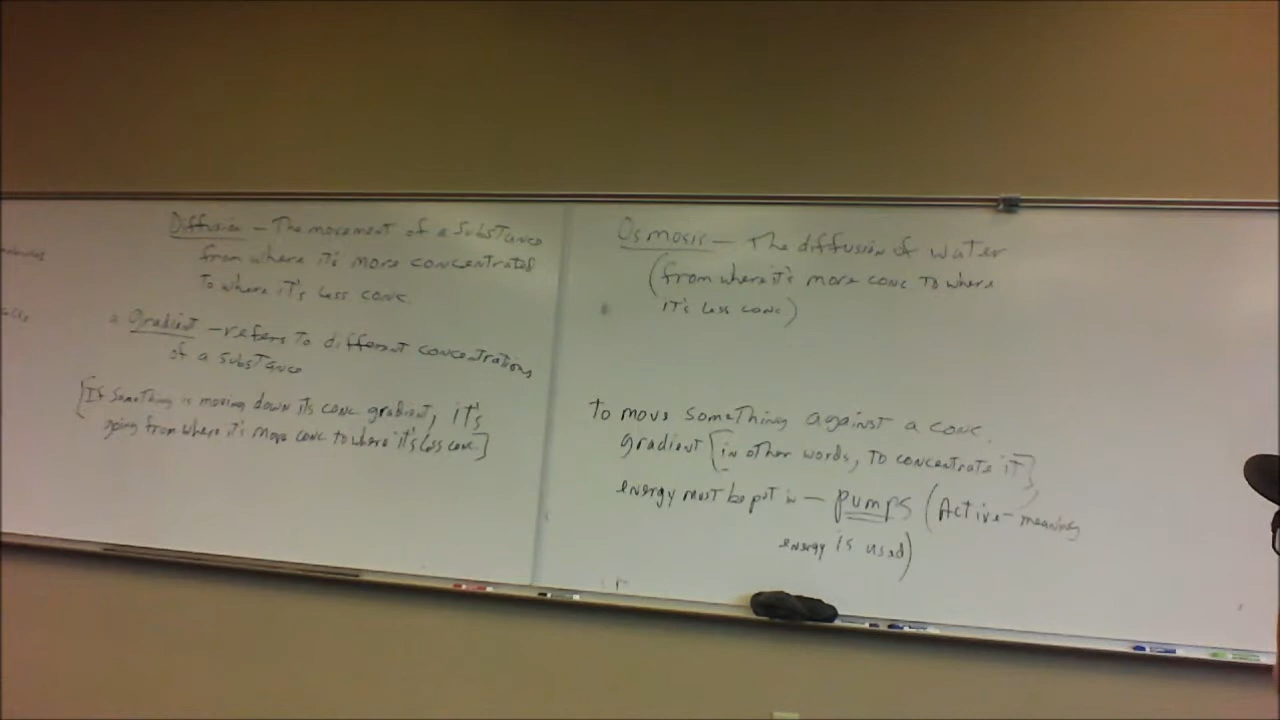 Diffusion - The movement of a substance
from where it's more concentrated
to where it's less conc
a gradient - refers to different concentrations
of a substance
[If something is moving down its conc gradient, it's
going from where it's more conc to where it's less conc]
Osmosis - The diffusion of water
(from where it's more conc to where
it's less conc)
To move something against a conc.
gradient [in other words, to concentrate it]
energy must be put in - pumps (Active - meaning
energy is used)